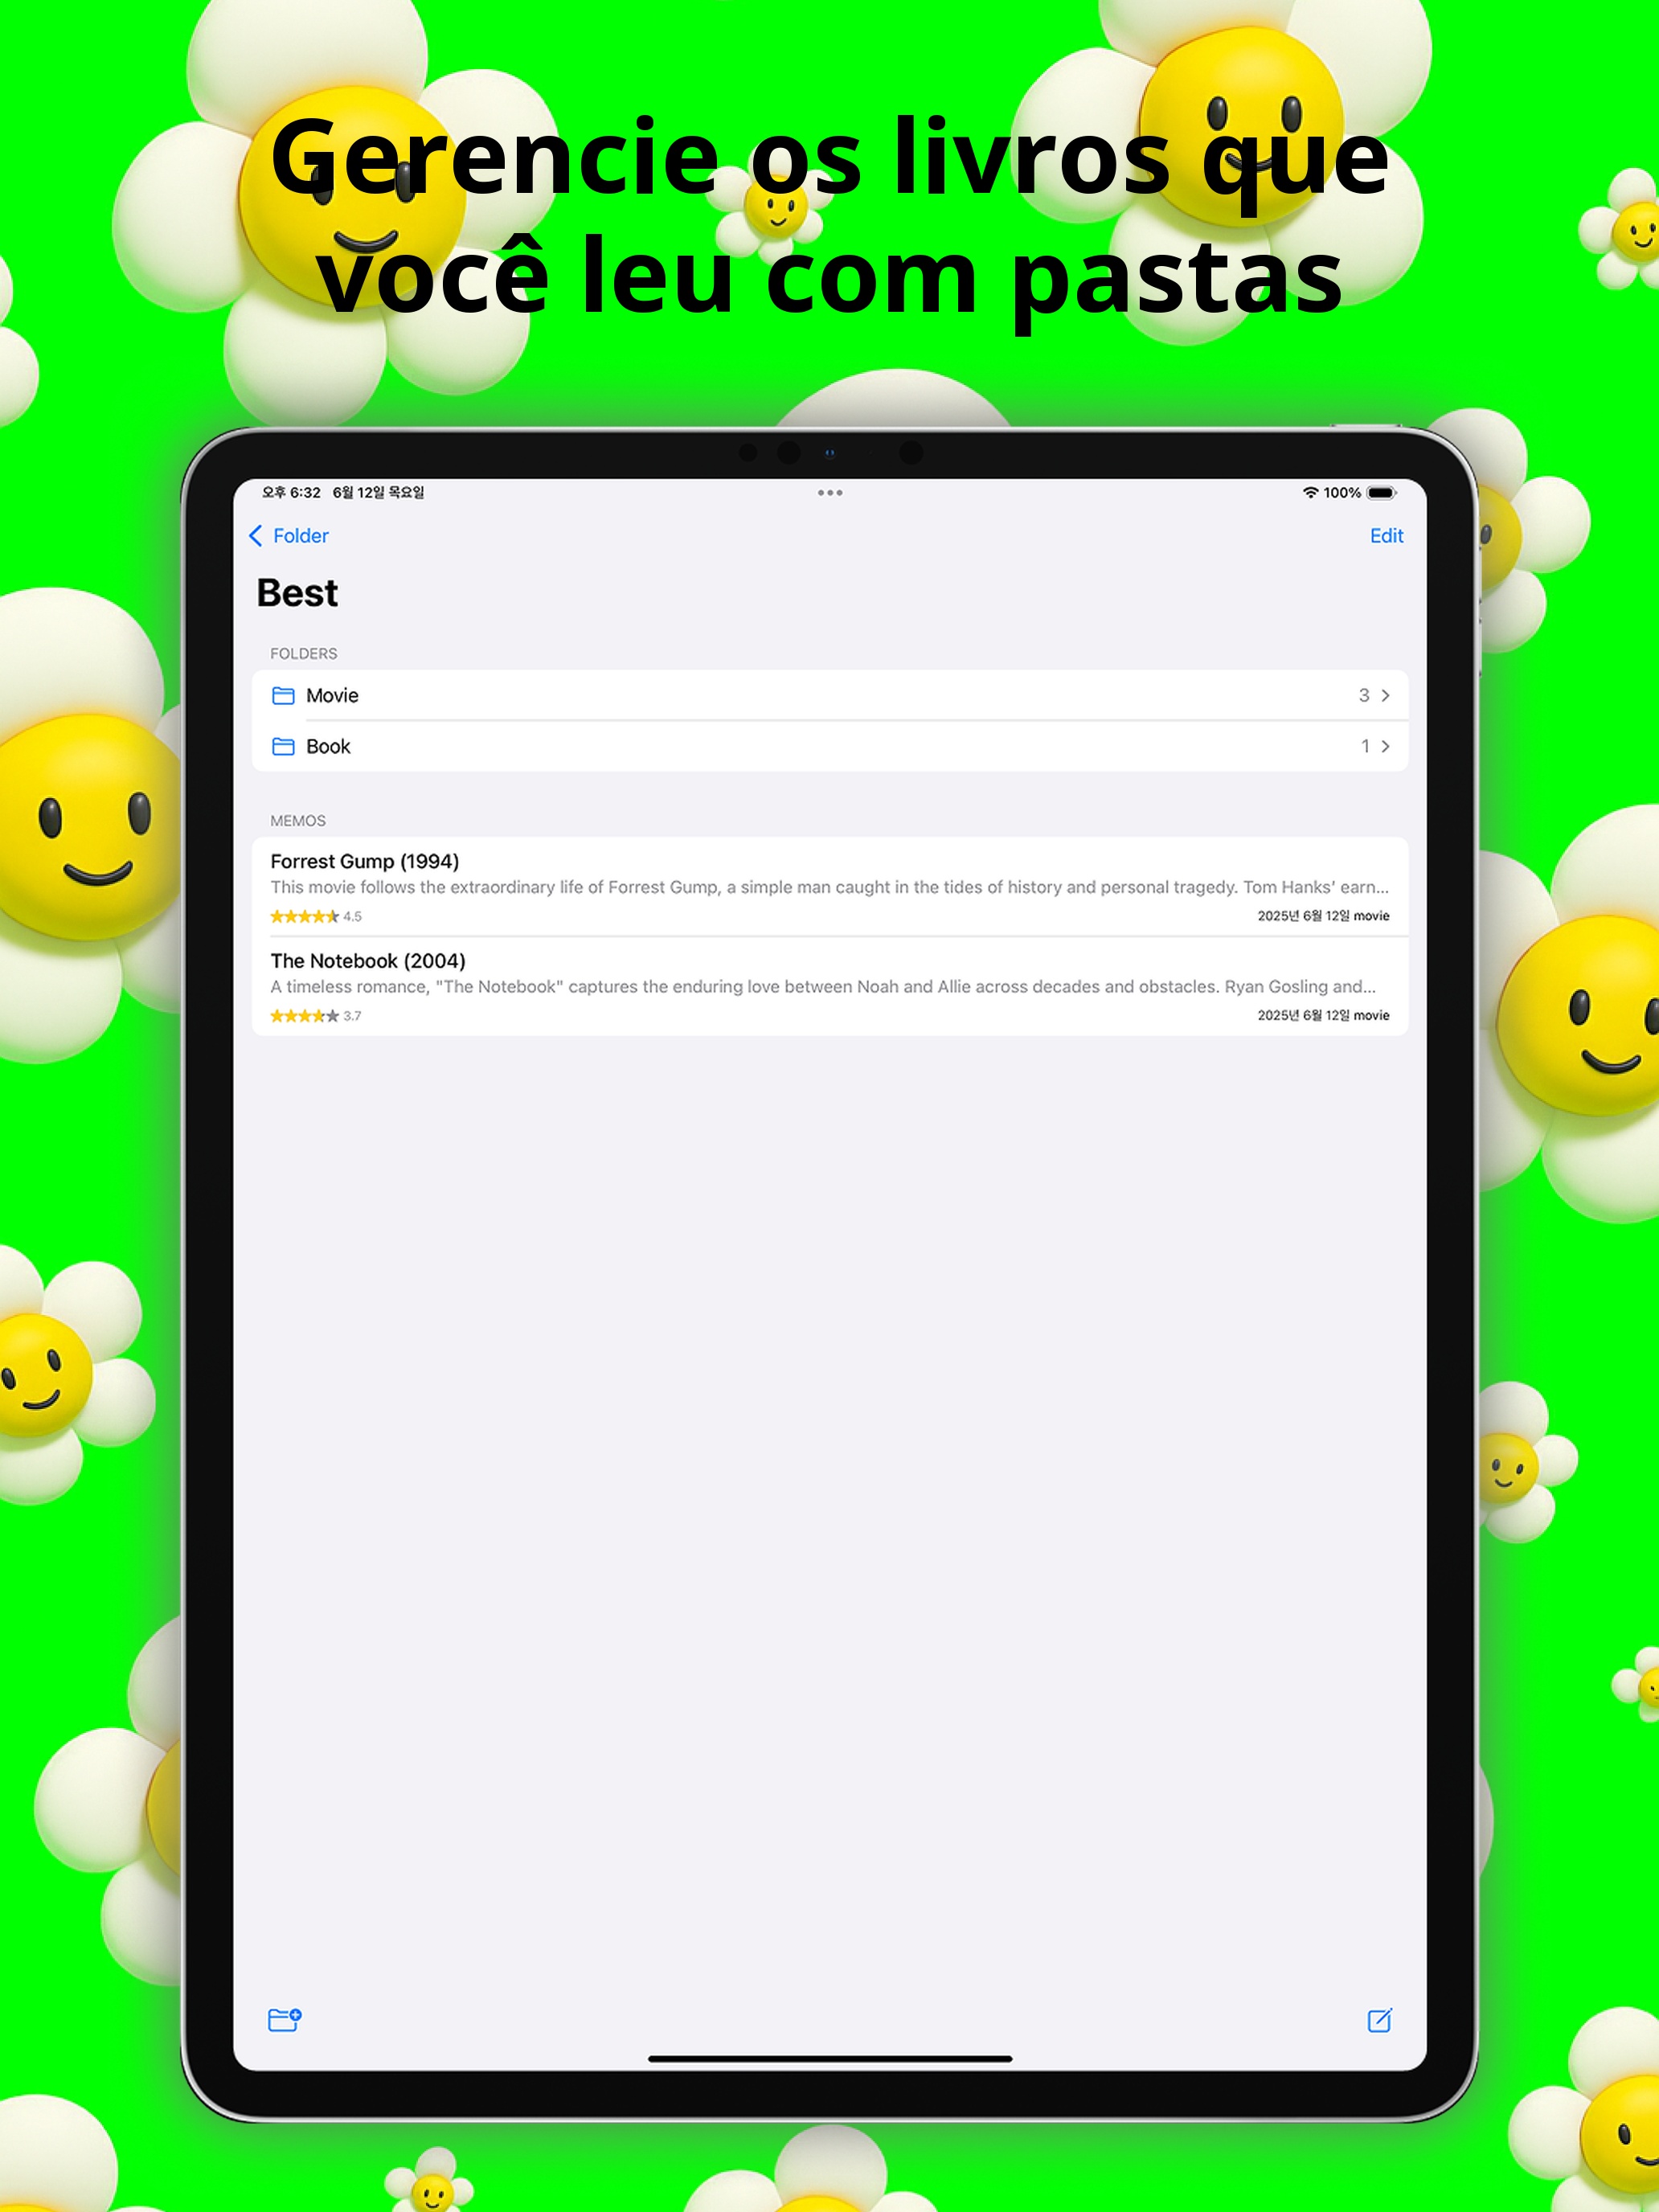 Gerencie os livros que
você leu com pastas
오후 6:32 6월 12일 목요일
100%
Folder
Edit
Best
FOLDERS
Movie 3
Book 1
MEMOS
Forrest Gump (1994)
This movie follows the extraordinary life of Forrest Gump, a simple man caught in the tides of history and personal tragedy. Tom Hanks' earn...
4.5 2025년 6월 12일 movie
The Notebook (2004)
A timeless romance, "The Notebook" captures the enduring love between Noah and Allie across decades and obstacles. Ryan Gosling and...
3.7 2025년 6월 12일 movie